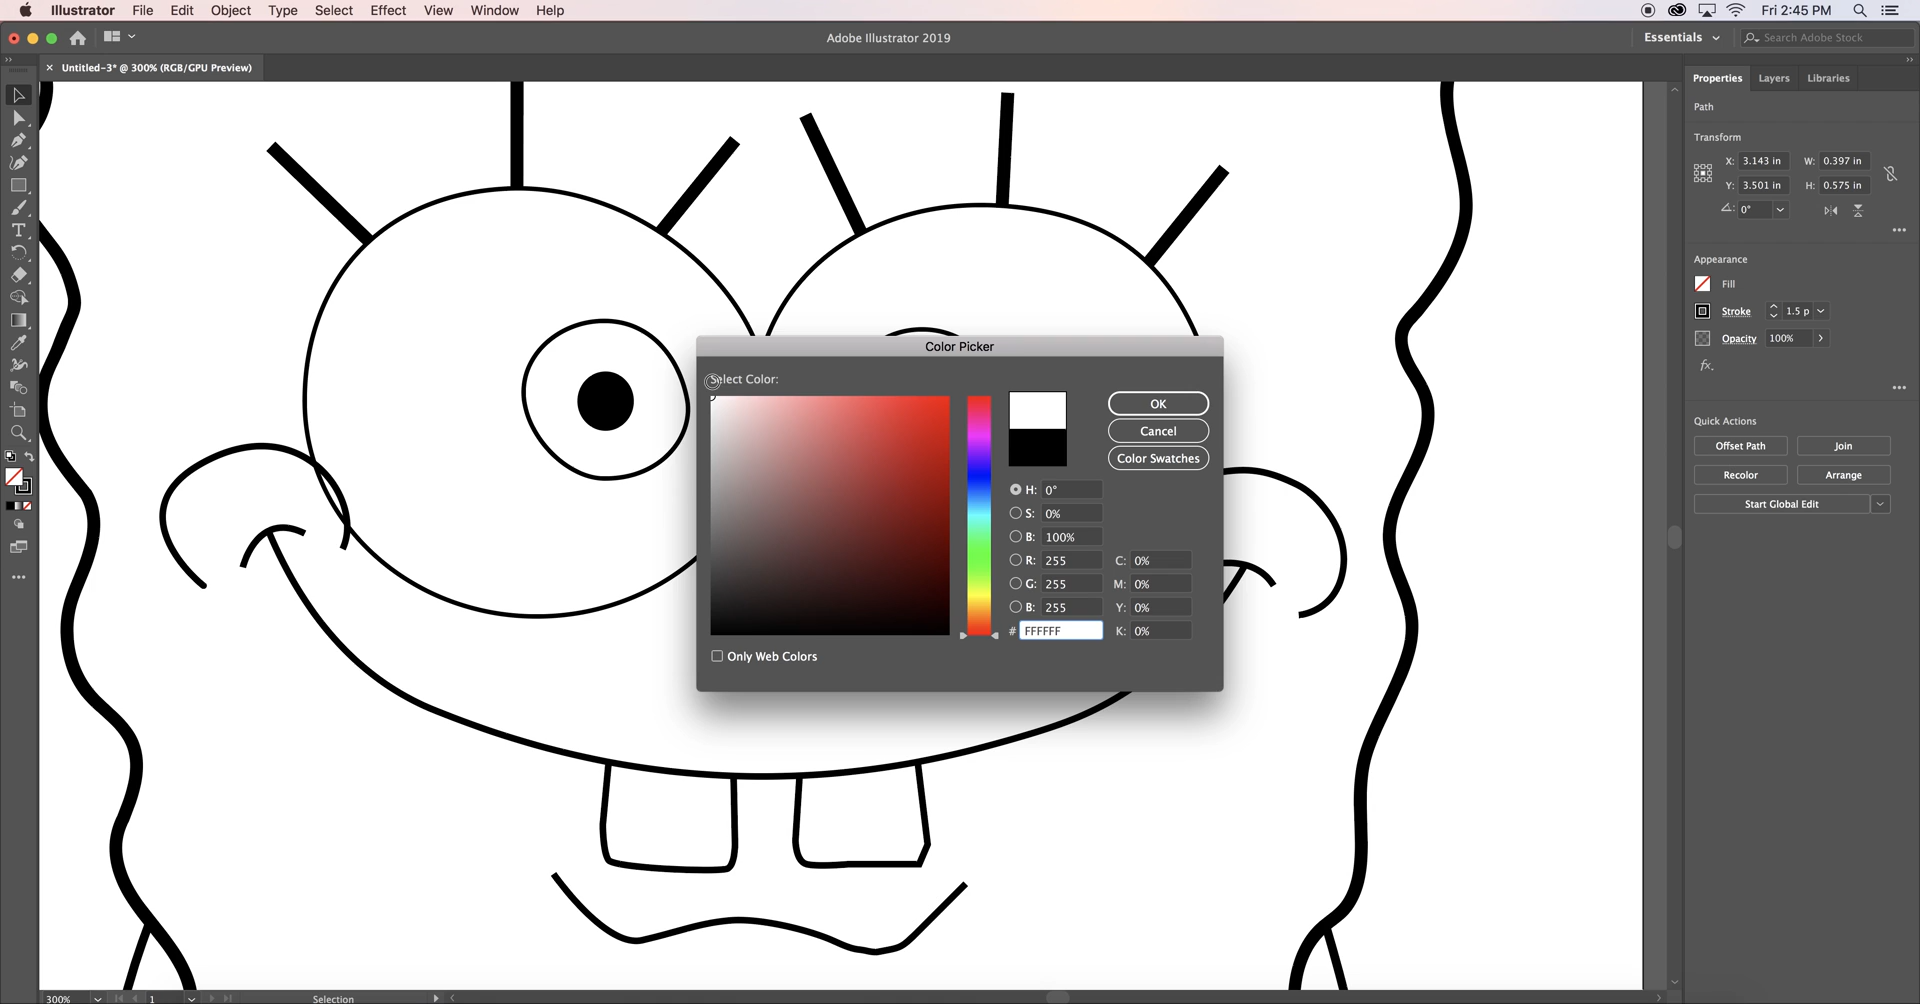 Illustrator File Edit Object Type Select Effect View Window Help Fri 2:45 PM
Adobe Illustrator 2019 Essentials Search Adobe Stock
Untitled-3* @ 300% (RGB/GPU Preview)
Properties Layers Libraries
Path
Transform
X: 3.143 in W: 0.397 in
Y: 3.501 in H: 0.575 in
0°
Appearance
Fill
Stroke 1.5 p
Opacity 100%
fx.
Quick Actions
Offset Path Join
Recolor Arrange
Start Global Edit
Color Picker
Select Color:
OK
Cancel
Color Swatches
H: 0°
S: 0%
B: 100%
R: 255 C: 0%
G: 255 M: 0%
B: 255 Y: 0%
# FFFFFF K: 0%
Only Web Colors
300% 1 Selection